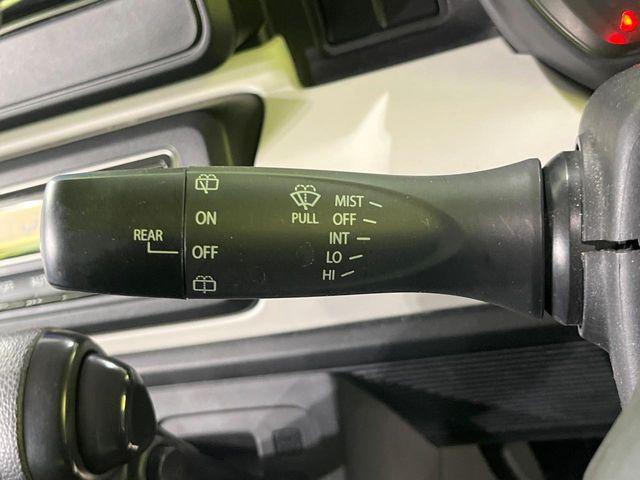 REAR
ON
OFF
PULL
MIST
OFF
INT
LO
HI